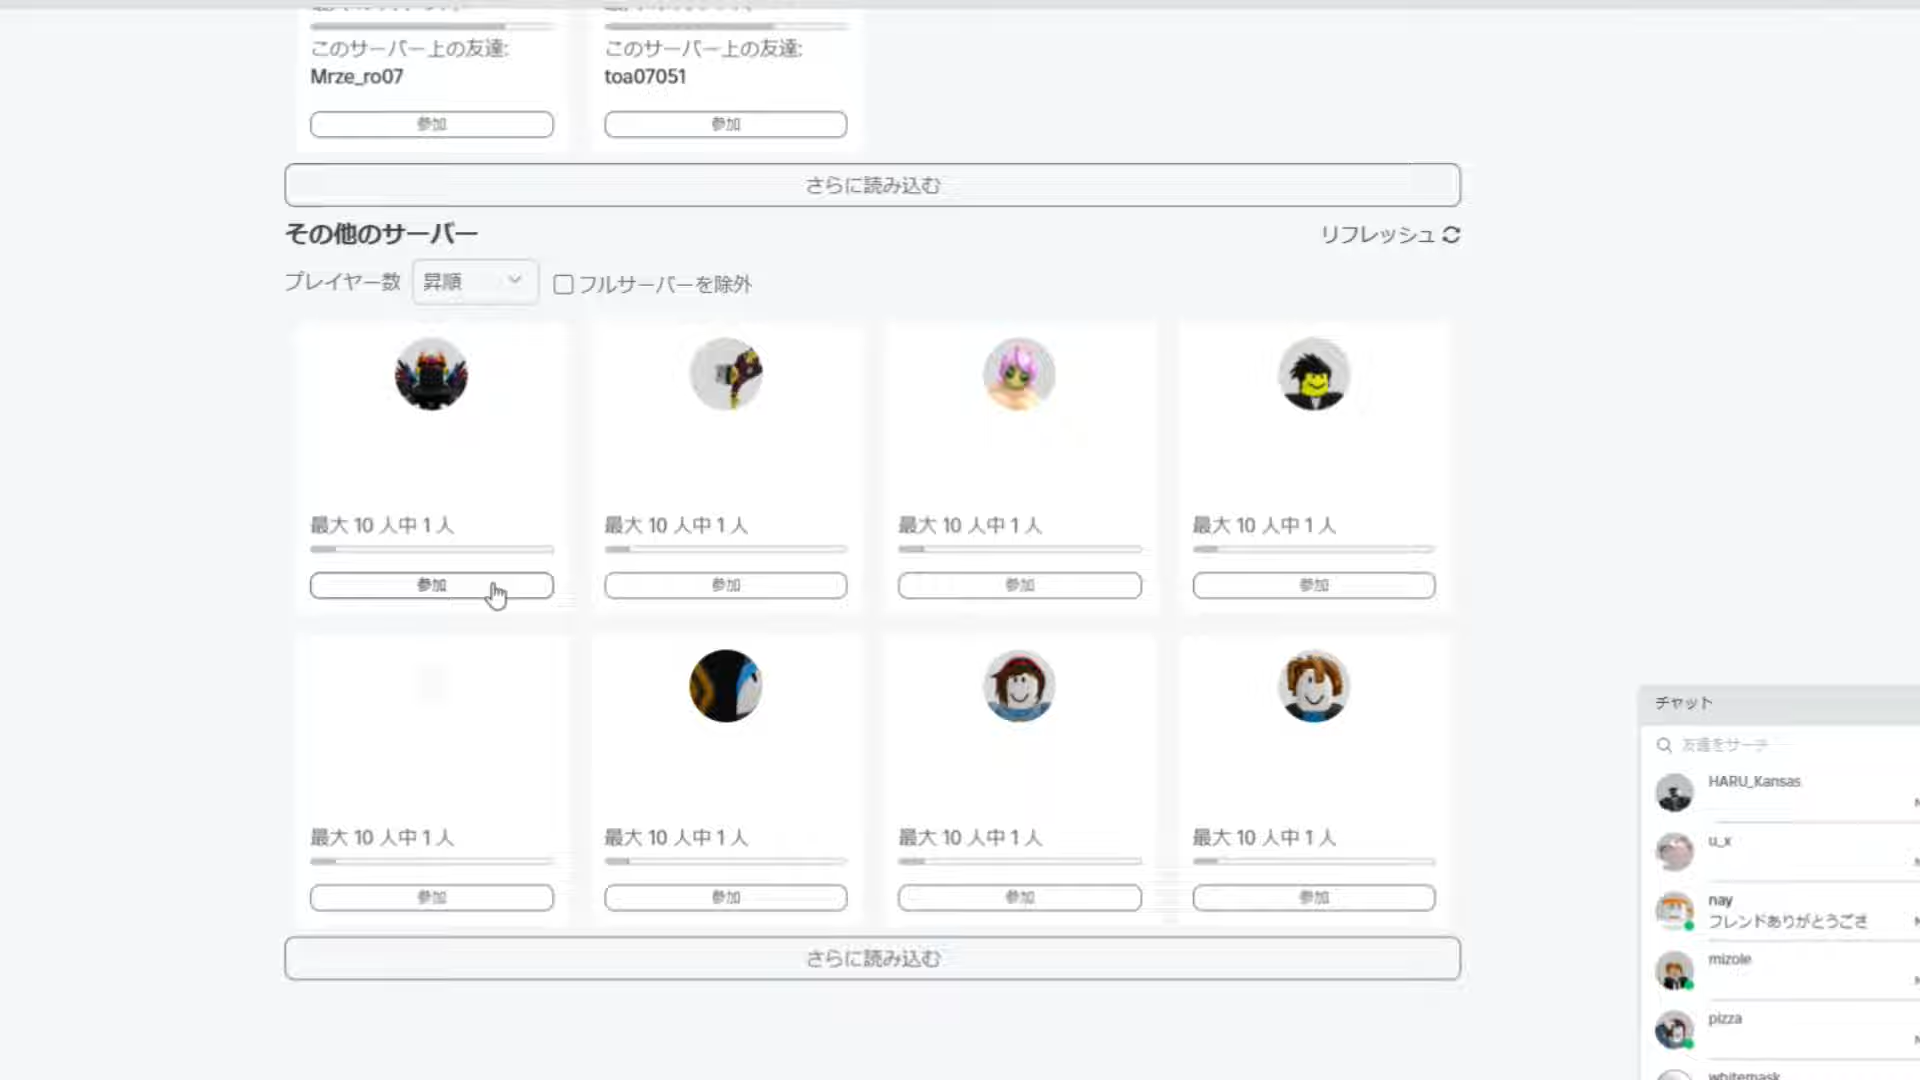 このサーバー上の友達:
Mrze_ro07
参加
このサーバー上の友達:
toa07051
参加
さらに読み込む
その他のサーバー
リフレッシュ
プレイヤー数 昇順 フルサーバーを除外
最大 10 人中 1 人
参加
最大 10 人中 1 人
参加
最大 10 人中 1 人
参加
最大 10 人中 1 人
参加
最大 10 人中 1 人
参加
最大 10 人中 1 人
参加
最大 10 人中 1 人
参加
最大 10 人中 1 人
参加
さらに読み込む
チャット
友達をサーチ
HARU_Kansas
u_x
nay
フレンドありがとうござ
mizole
pizza
whitemask